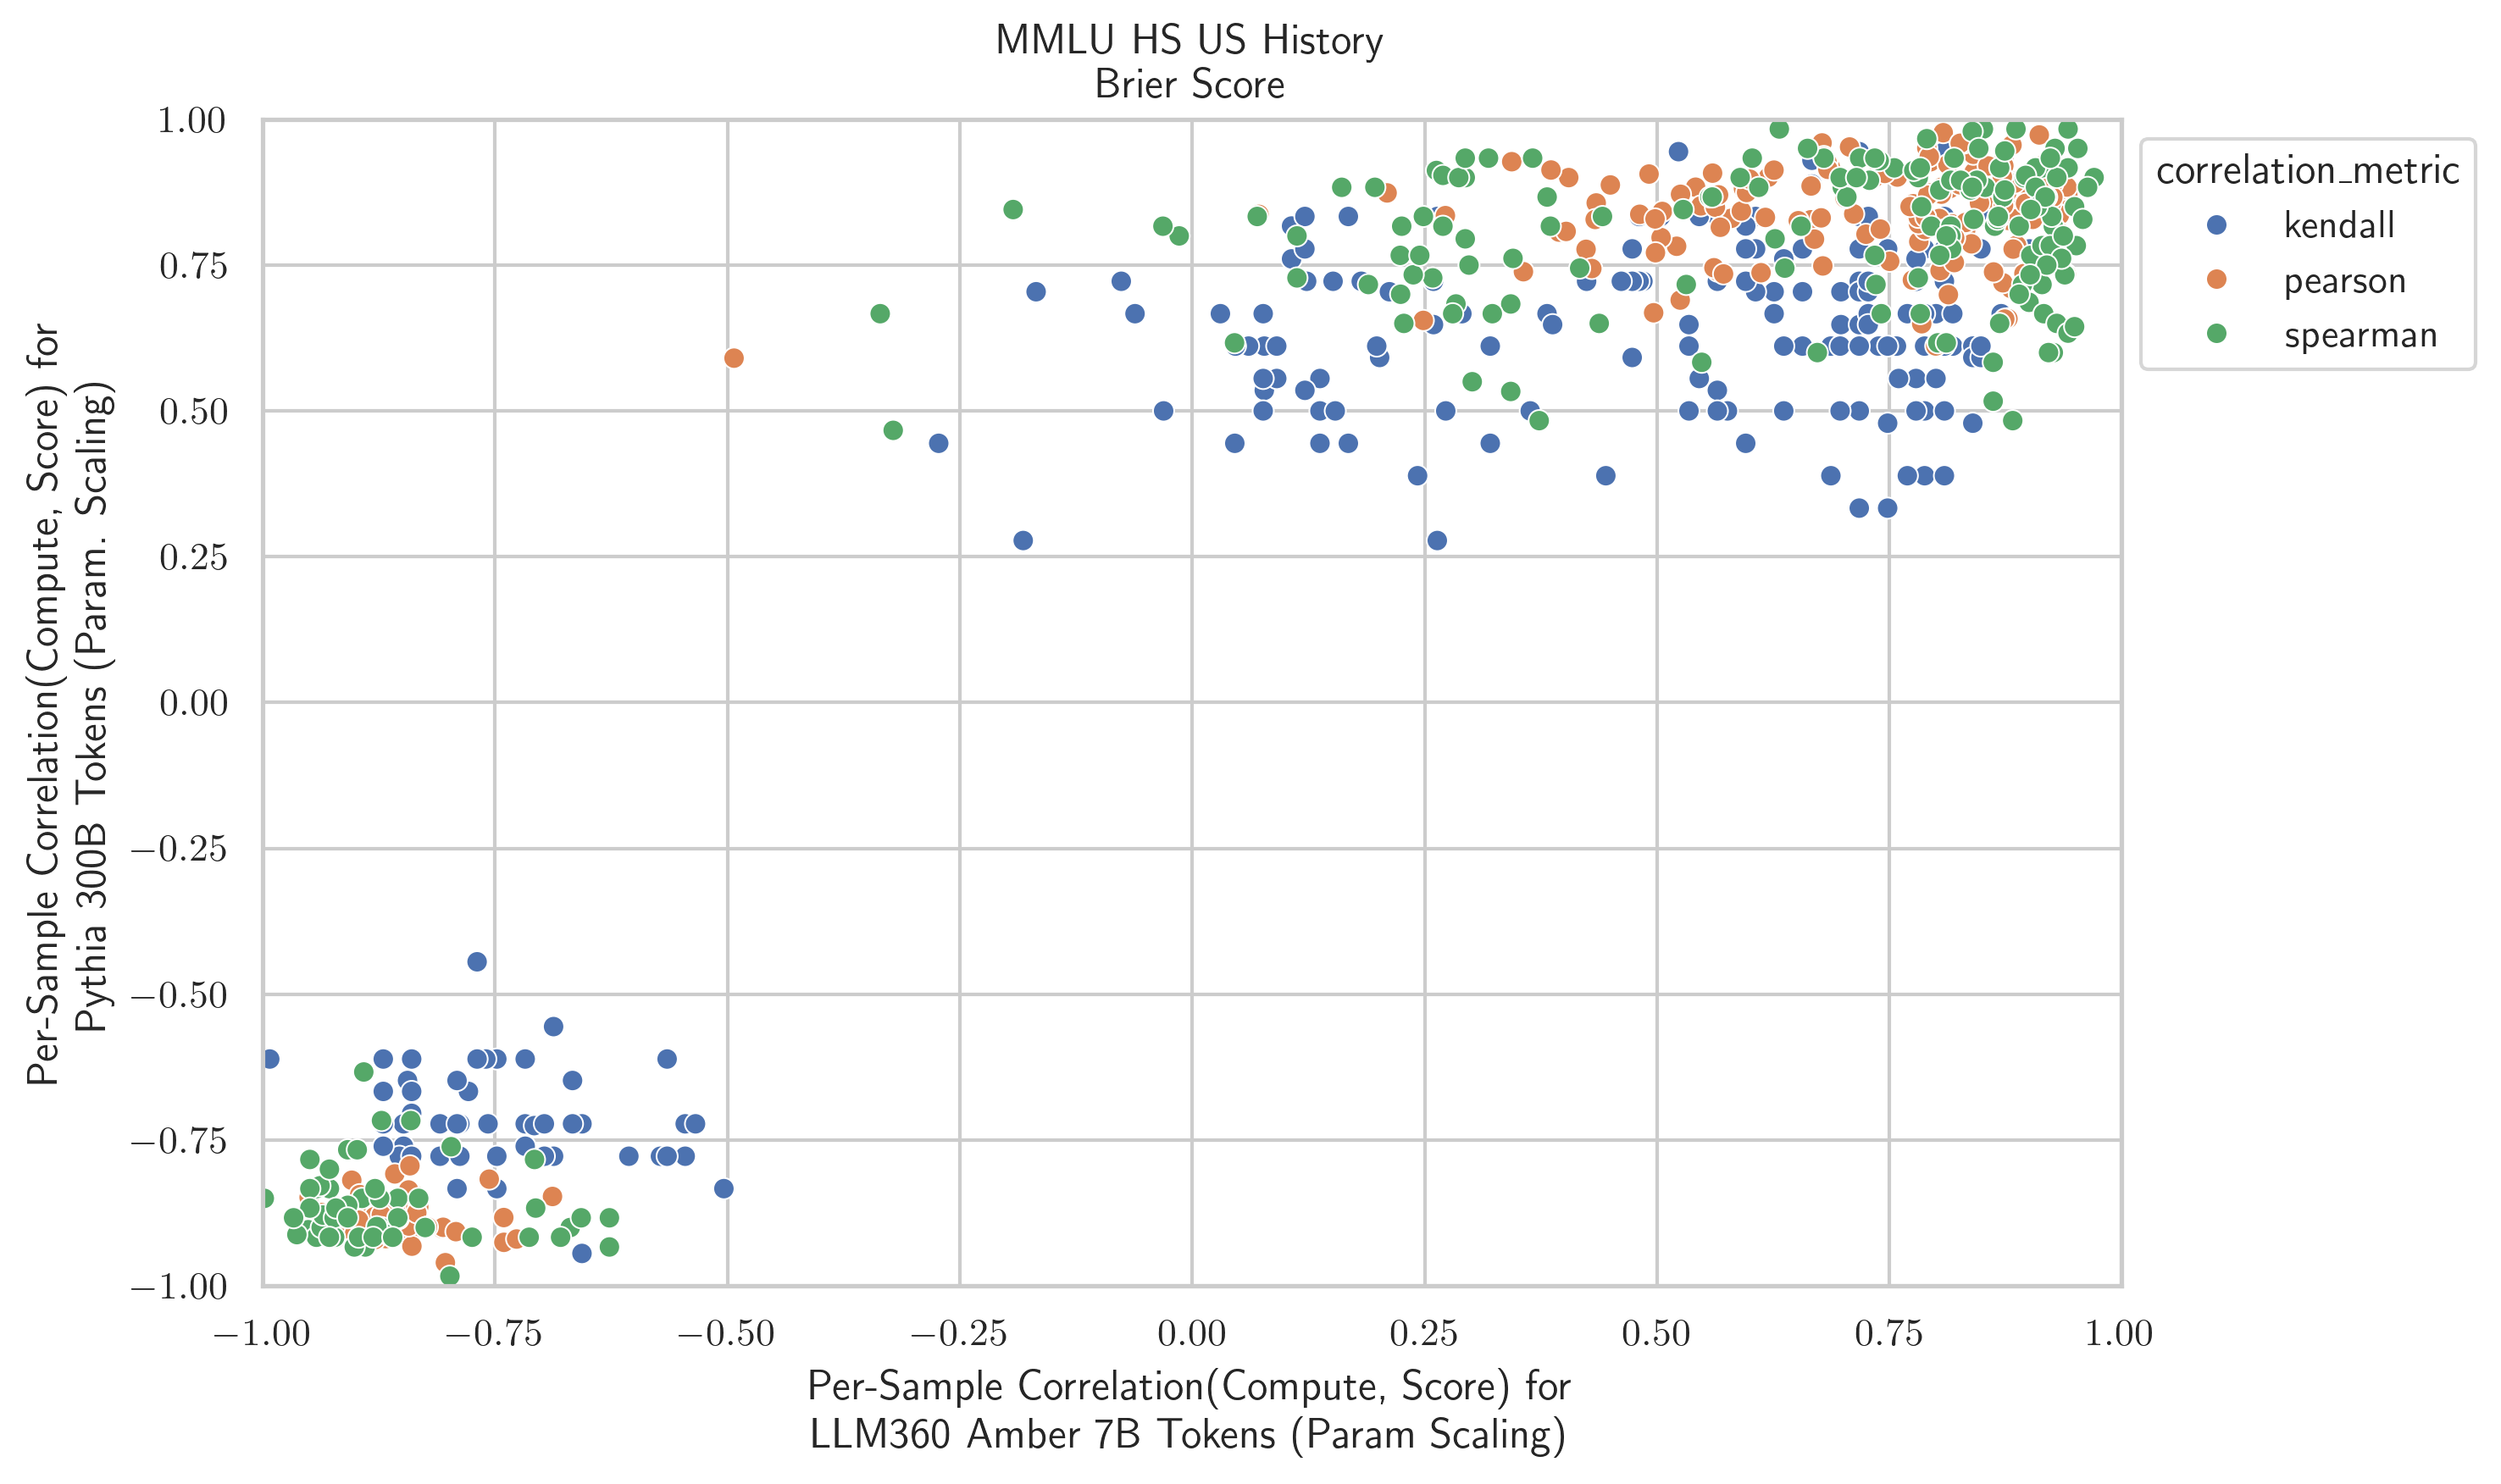 MMLU HS US History
Brier Score
Per-Sample Correlation(Compute, Score) for
Pythia 300B Tokens (Param. Scaling)
1.00
0.75
0.50
0.25
0.00
−0.25
−0.50
−0.75
−1.00
−1.00 −0.75 −0.50 −0.25 0.00 0.25 0.50 0.75 1.00
Per-Sample Correlation(Compute, Score) for
LLM360 Amber 7B Tokens (Param Scaling)
correlation_metric
kendall
pearson
spearman